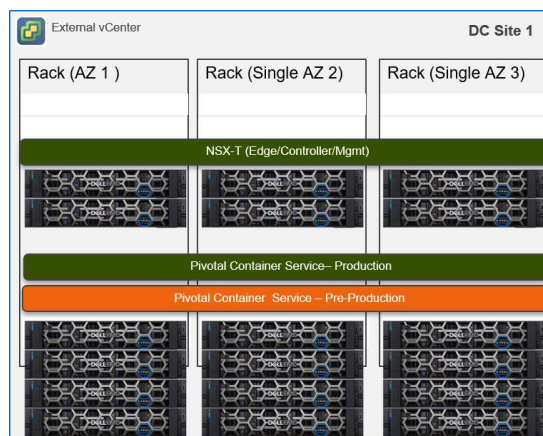 External vCenter
DC Site 1
Rack (AZ 1 )
Rack (Single AZ 2)
Rack (Single AZ 3)
NSX-T (Edge/Controller/Mgmt)
Pivotal Container Service– Production
Pivotal Container Service – Pre-Production